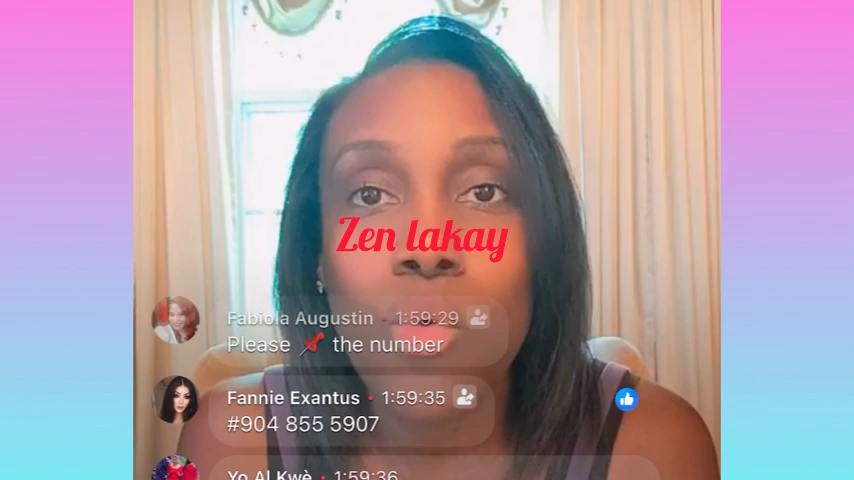 Zen lakay
Fabiola Augustin • 1:59:29
Please 📌 the number
Fannie Exantus • 1:59:35
#904 855 5907
Yo Al Kwè • 1:59:36